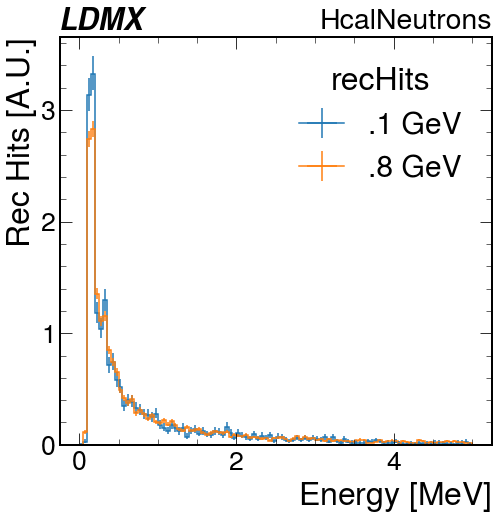 LDMX HcalNeutrons
Rec Hits [A.U.]
recHits
.1 GeV
.8 GeV
3
2
1
0
0 2 4
Energy [MeV]